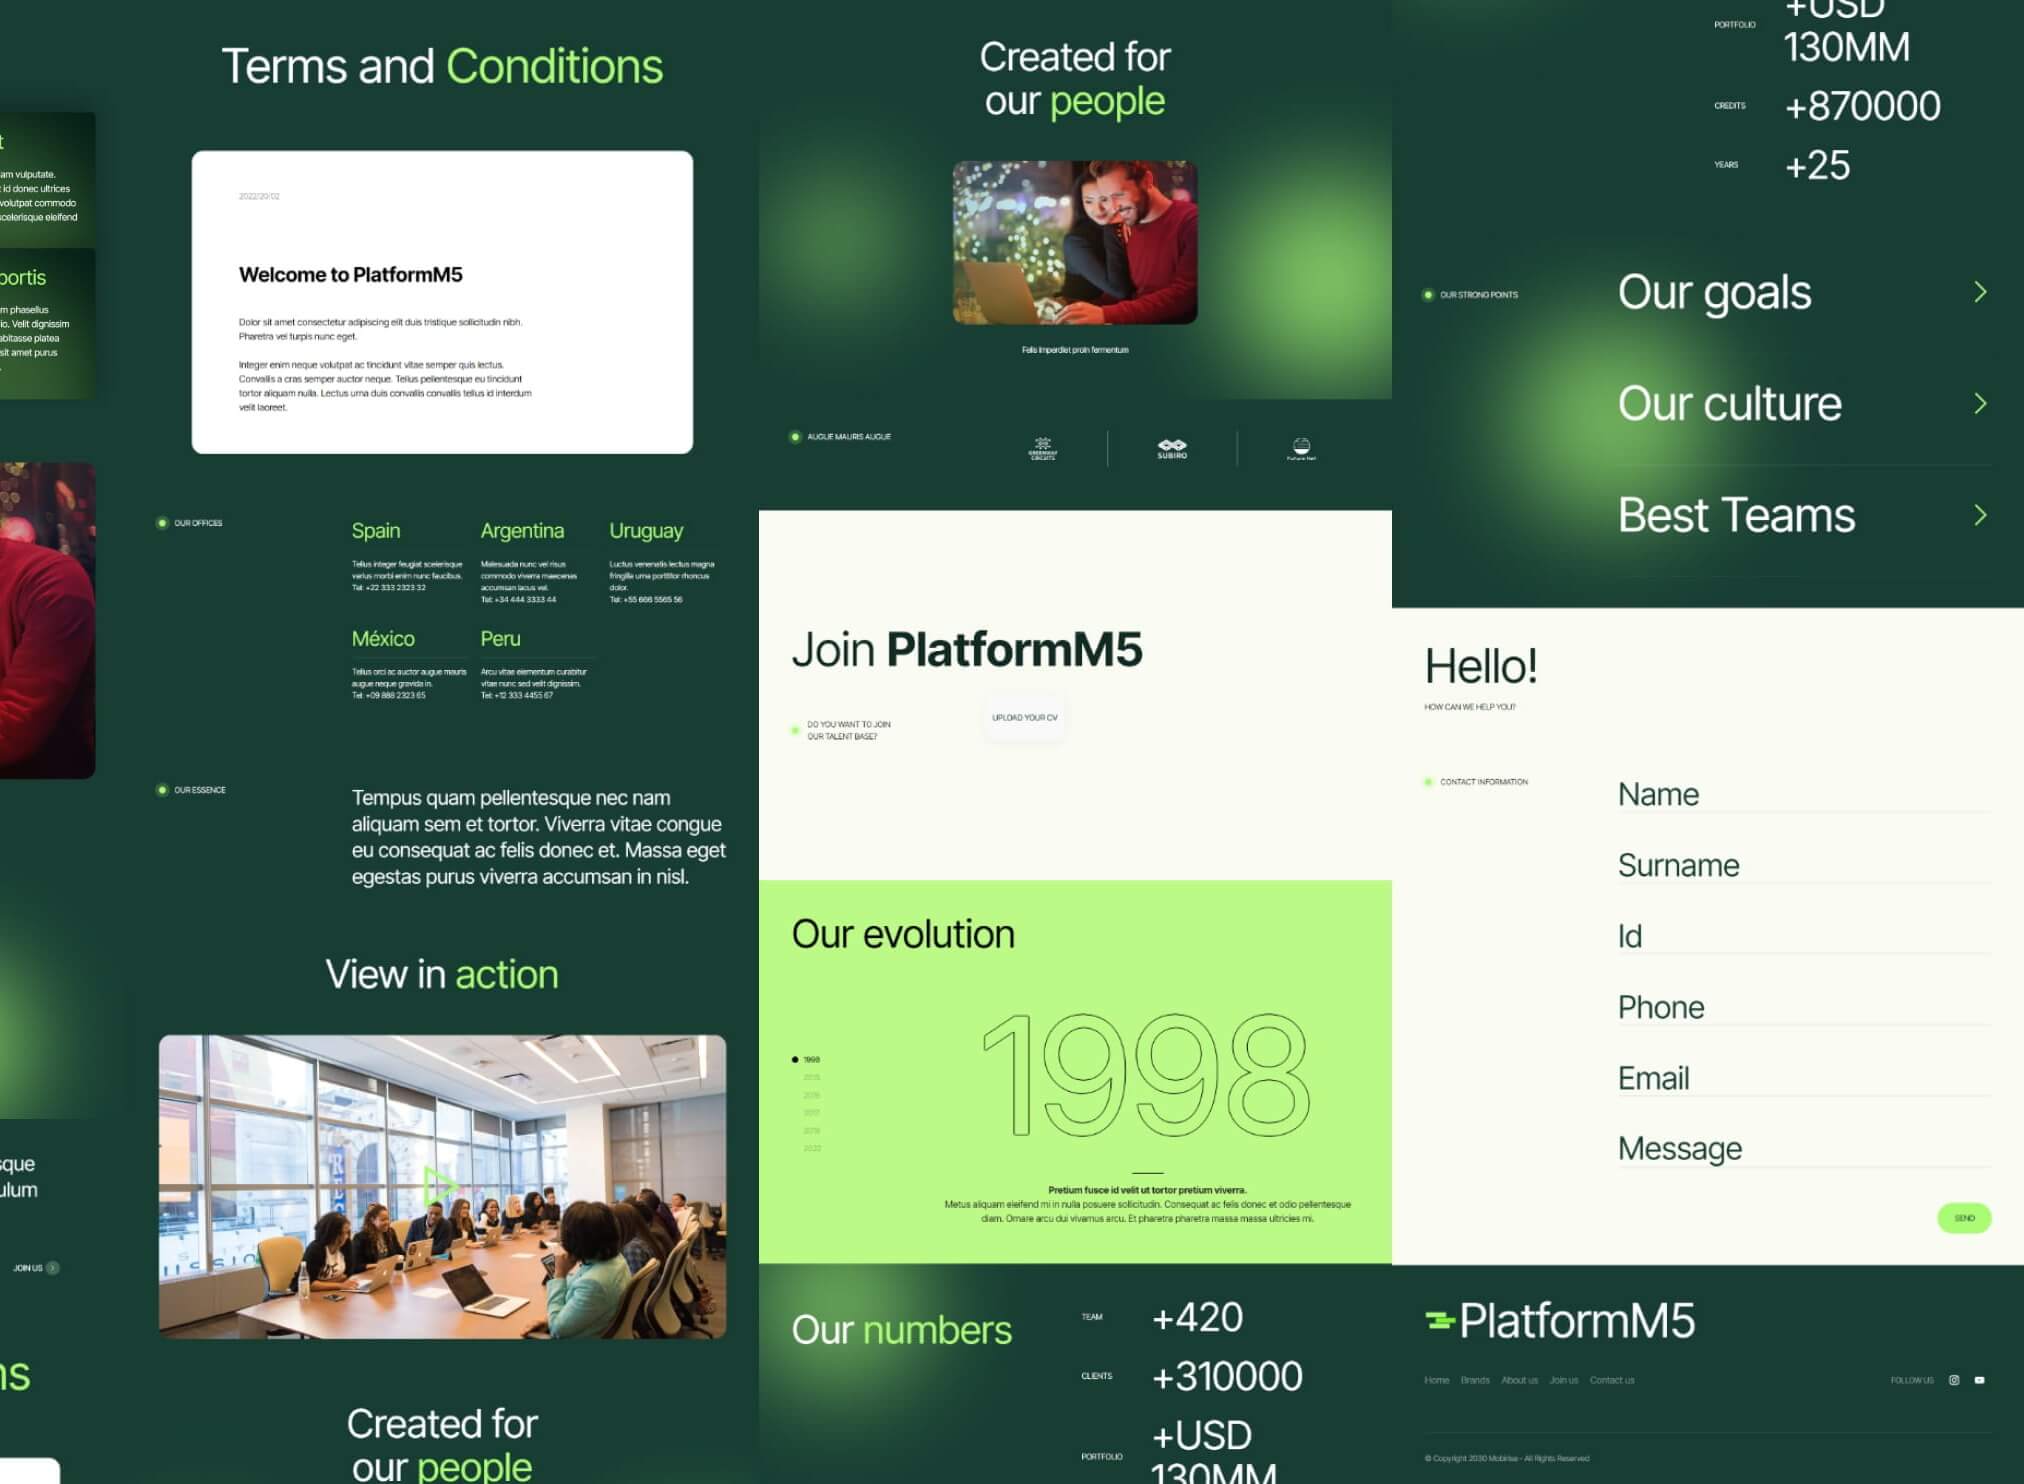 t
am vulputate.
id donec ultrices
volutpat commodo
scelerisque eleifend
portis
m phasellus
io. Velit dignissim
abitasse platea
sit amet purus
sque
ulum
JOIN US
ns
Terms and Conditions
2022/20/02
Welcome to PlatformM5
Dolor sit amet consectetur adipiscing elit duis tristique sollicitudin nibh.
Pharetra vel turpis nunc eget.
Integer enim neque volutpat ac tincidunt vitae semper quis lectus.
Convallis a cras semper auctor neque. Tellus pellentesque eu tincidunt
tortor aliquam nulla. Lectus urna duis convallis convallis tellus id interdum
velit laoreet.
OUR OFFICES
Spain
Tellus integer feugiat scelerisque
varius morbi enim nunc faucibus.
Tel: +22 333 2323 32
Argentina
Malesuada nunc vel risus
commodo viverra maecenas
accumsan lacus vel.
Tel: +34 444 3333 44
Uruguay
Luctus venenatis lectus magna
fringilla urna porttitor rhoncus
dolor.
Tel: +55 666 5565 56
México
Tellus orci ac auctor augue mauris
augue neque gravida in.
Tel: +09 888 2323 65
Peru
Arcu vitae elementum curabitur
vitae nunc sed velit dignissim.
Tel: +12 333 4455 67
OUR ESSENCE
Tempus quam pellentesque nec nam
aliquam sem et tortor. Viverra vitae congue
eu consequat ac felis donec et. Massa eget
egestas purus viverra accumsan in nisl.
View in action
Created for
our people
Created for
our people
Felis imperdiet proin fermentum
AUGUE MAURIS AUGUE
GREENWAY
CIRCUITS
SUBIRO
Future Net
Join PlatformM5
DO YOU WANT TO JOIN
OUR TALENT BASE?
UPLOAD YOUR CV
Our evolution
1998
1998
2017
2022
Pretium fusce id velit ut tortor pretium viverra.
Metus aliquam eleifend mi in nulla posuere sollicitudin. Consequat ac felis donec et odio pellentesque
diam. Ornare arcu dui vivamus arcu. Et pharetra pharetra massa massa ultricies mi.
Our numbers
TEAM +420
CLIENTS +310000
PORTFOLIO +USD
130MM
PORTFOLIO +USD
130MM
CREDITS +870000
YEARS +25
OUR STRONG POINTS
Our goals
Our culture
Best Teams
Hello!
HOW CAN WE HELP YOU?
CONTACT INFORMATION
Name
Surname
Id
Phone
Email
Message
SEND
PlatformM5
Home Brands About us Join us Contact us
FOLLOW US
© Copyright 2030 Mobirise - All Rights Reserved